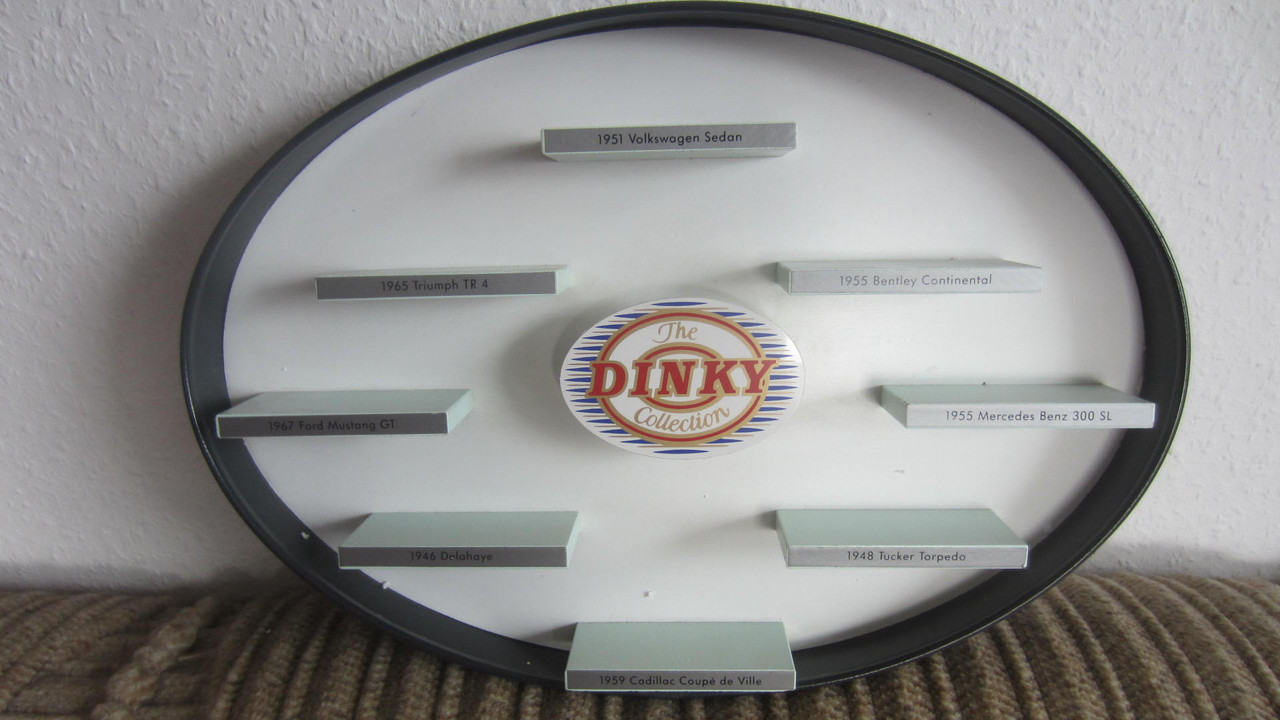 1951 Volkswagen Sedan
1965 Triumph TR 4
1955 Bentley Continental
The
DINKY
Collection
1967 Ford Mustang GT
1955 Mercedes Benz 300 SL
1946 Delahaye
1948 Tucker Torpedo
1959 Cadillac Coupé de Ville